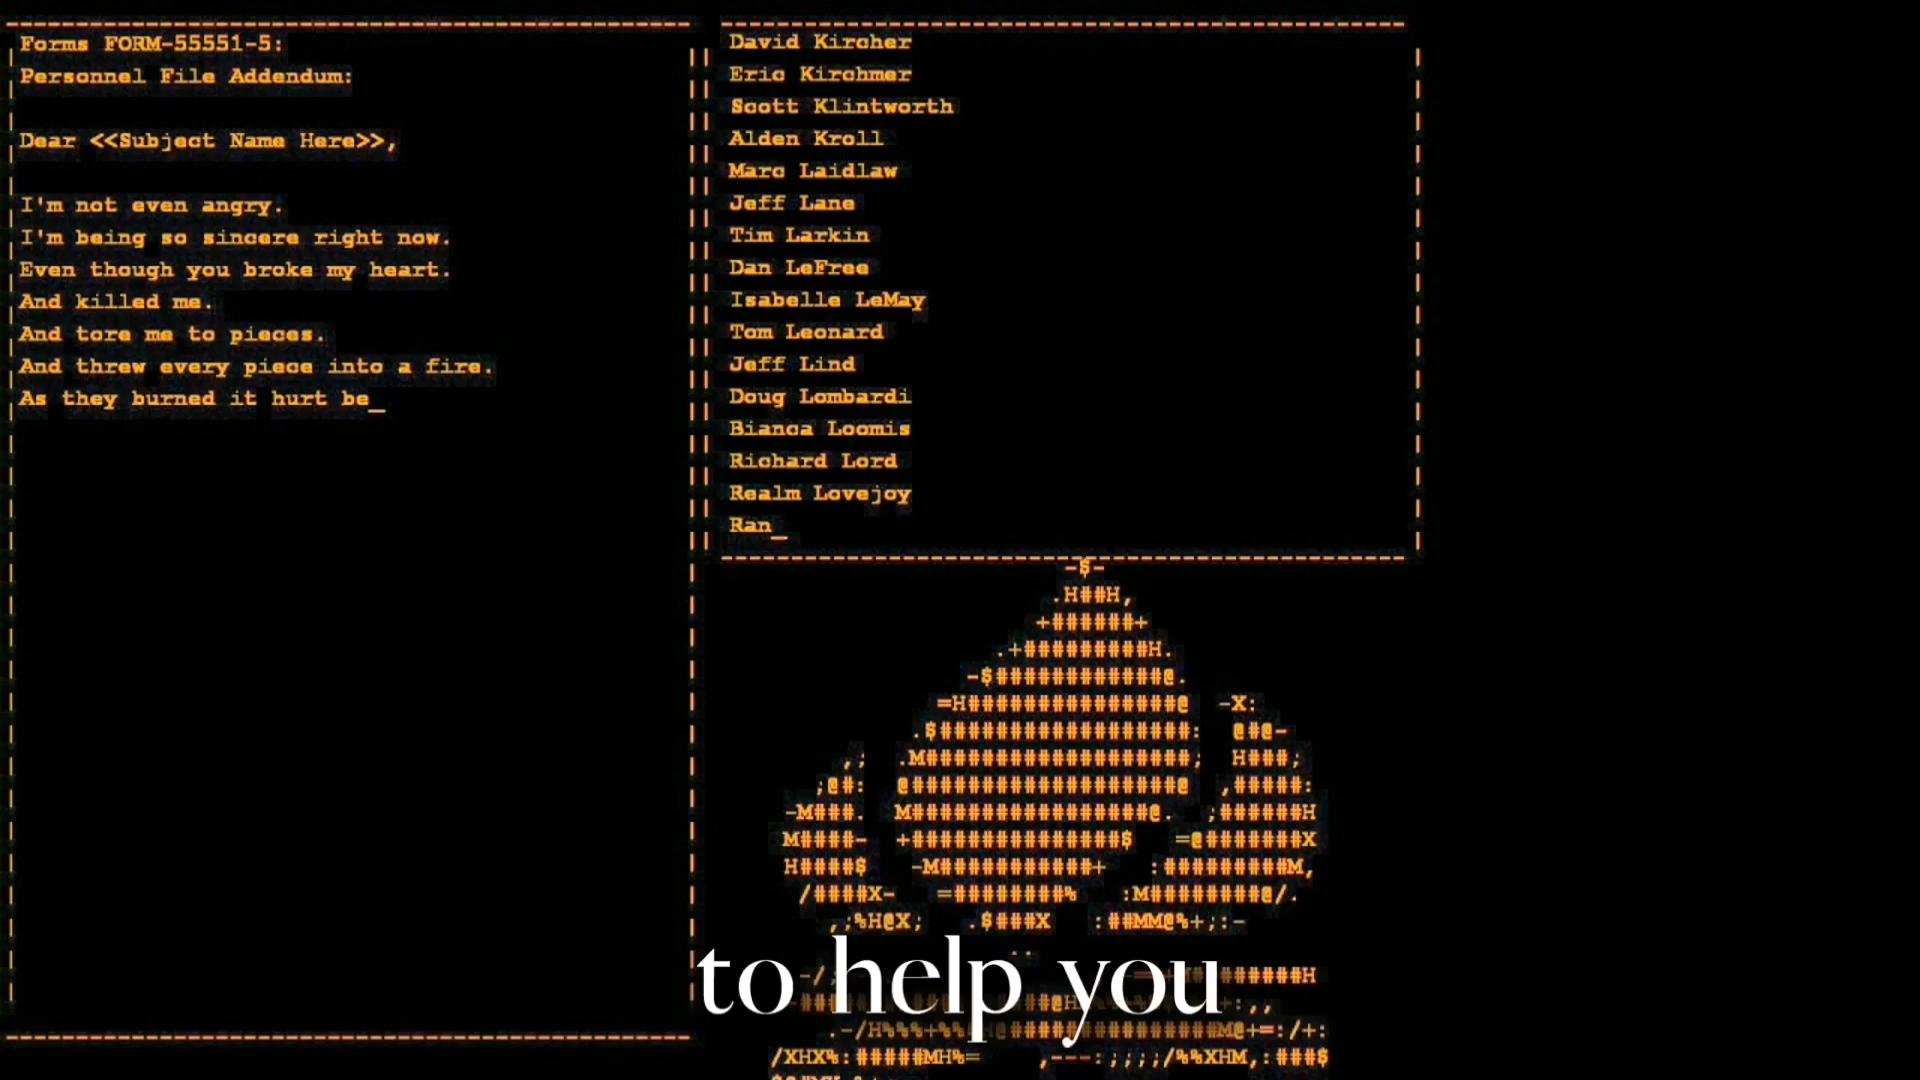 Forms FORM-55551-5:
Personnel File Addendum:
Dear <<Subject Name Here>>,
I'm not even angry.
I'm being so sincere right now.
Even though you broke my heart.
And killed me.
And tore me to pieces.
And threw every piece into a fire.
As they burned it hurt be_
David Kircher
Eric Kirchmer
Scott Klintworth
Alden Kroll
Marc Laidlaw
Jeff Lane
Tim Larkin
Dan LeFree
Isabelle LeMay
Tom Leonard
Jeff Lind
Doug Lombardi
Bianca Loomis
Richard Lord
Realm Lovejoy
Ran_
to help you